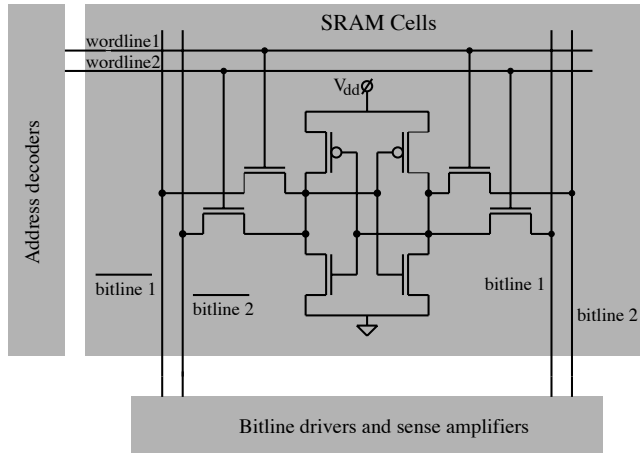 SRAM Cells
wordline1
wordline2
Vdd
Address decoders
bitline 1
bitline 2
bitline 1
bitline 2
Bitline drivers and sense amplifiers